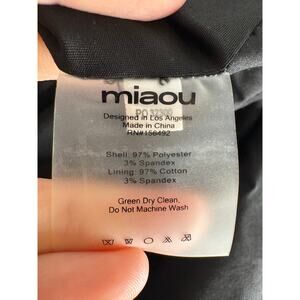 miaou
Designed in Los Angeles
Made in China
RN#156492
Shell: 97% Polyester
3% Spandex
Lining: 97% Cotton
3% Spandex
Green Dry Clean,
Do Not Machine Wash